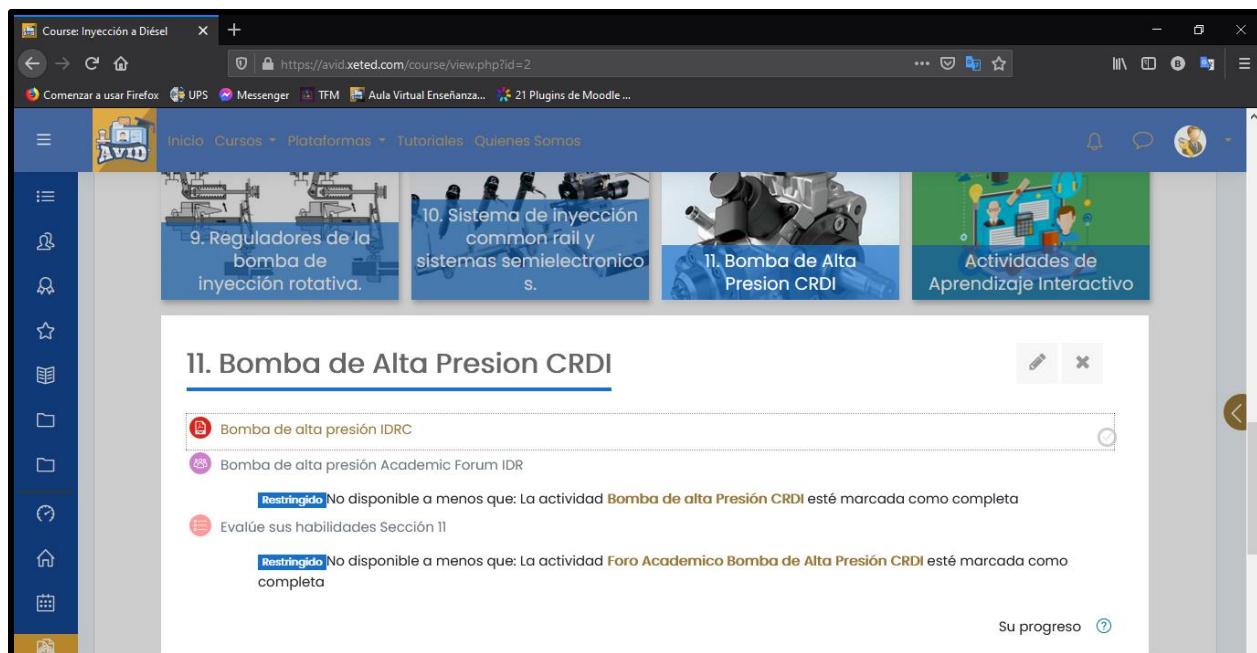 Course: Inyección a Diésel
https://avid.xeted.com/course/view.php?id=2
Comenzar a usar Firefox UPS Messenger TFM Aula Virtual Enseñanza... 21 Plugins de Moodle ...
AVID
Inicio Cursos Plataformas Tutoriales Quienes Somos
9. Reguladores de la
bomba de
inyección rotativa.
10. Sistema de inyección
common rail y
sistemas semielectronico
s.
11. Bomba de Alta
Presion CRDI
Actividades de
Aprendizaje Interactivo
11. Bomba de Alta Presion CRDI
Bomba de alta presión IDRC
Bomba de alta presión Academic Forum IDR
Restringido No disponible a menos que: La actividad Bomba de alta Presión CRDI esté marcada como completa
Evalúe sus habilidades Sección 11
Restringido No disponible a menos que: La actividad Foro Academico Bomba de Alta Presión CRDI esté marcada como
completa
Su progreso